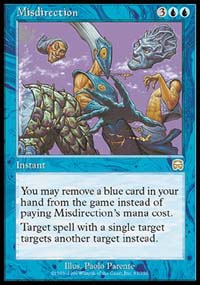 Misdirection 3
Instant
You may remove a blue card in your
hand from the game instead of
paying Misdirection's mana cost.
Target spell with a single target
targets another target instead.
Illus. Paolo Parente